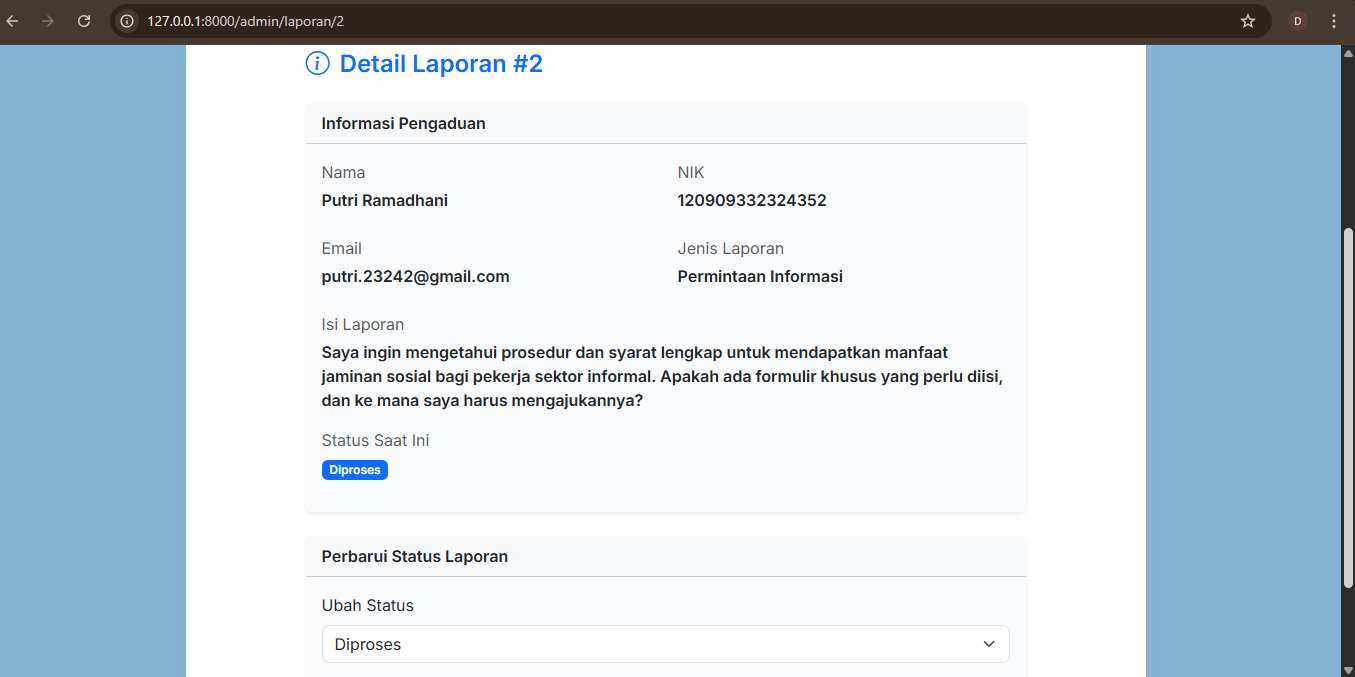 127.0.0.1:8000/admin/laporan/2
D
Detail Laporan #2
Informasi Pengaduan
Nama
NIK
Putri Ramadhani
120909332324352
Email
Jenis Laporan
putri.23242@gmail.com
Permintaan Informasi
Isi Laporan
Saya ingin mengetahui prosedur dan syarat lengkap untuk mendapatkan manfaat
jaminan sosial bagi pekerja sektor informal. Apakah ada formulir khusus yang perlu diisi,
dan ke mana saya harus mengajukannya?
Status Saat Ini
Diproses
Perbarui Status Laporan
Ubah Status
Diproses